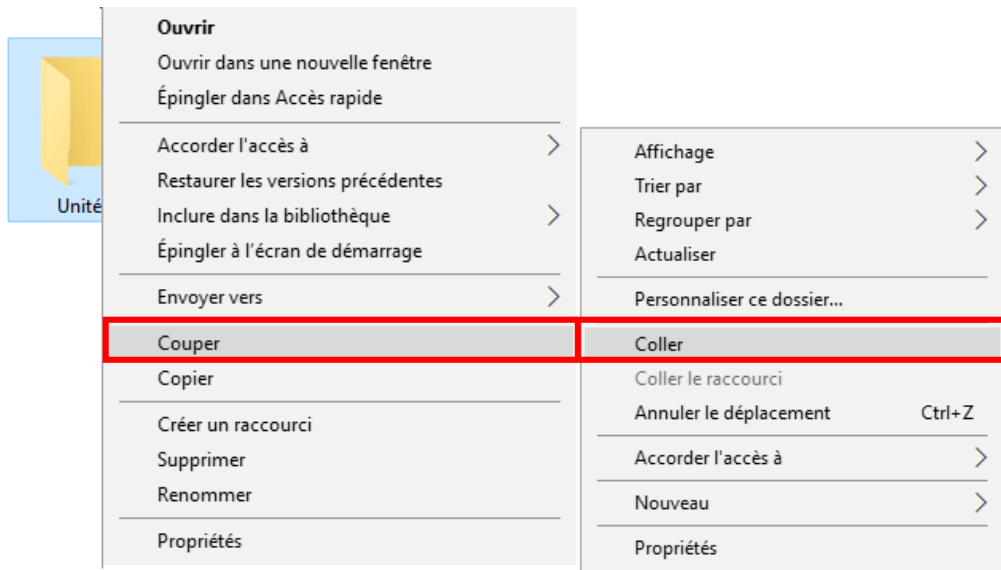 Ouvrir
Ouvrir dans une nouvelle fenêtre
Épingler dans Accès rapide
Accorder l'accès à
Restaurer les versions précédentes
Inclure dans la bibliothèque
Épingler à l'écran de démarrage
Envoyer vers
Couper
Copier
Créer un raccourci
Supprimer
Renommer
Propriétés
Unité
Affichage
Trier par
Regrouper par
Actualiser
Personnaliser ce dossier...
Coller
Coller le raccourci
Annuler le déplacement Ctrl+Z
Accorder l'accès à
Nouveau
Propriétés